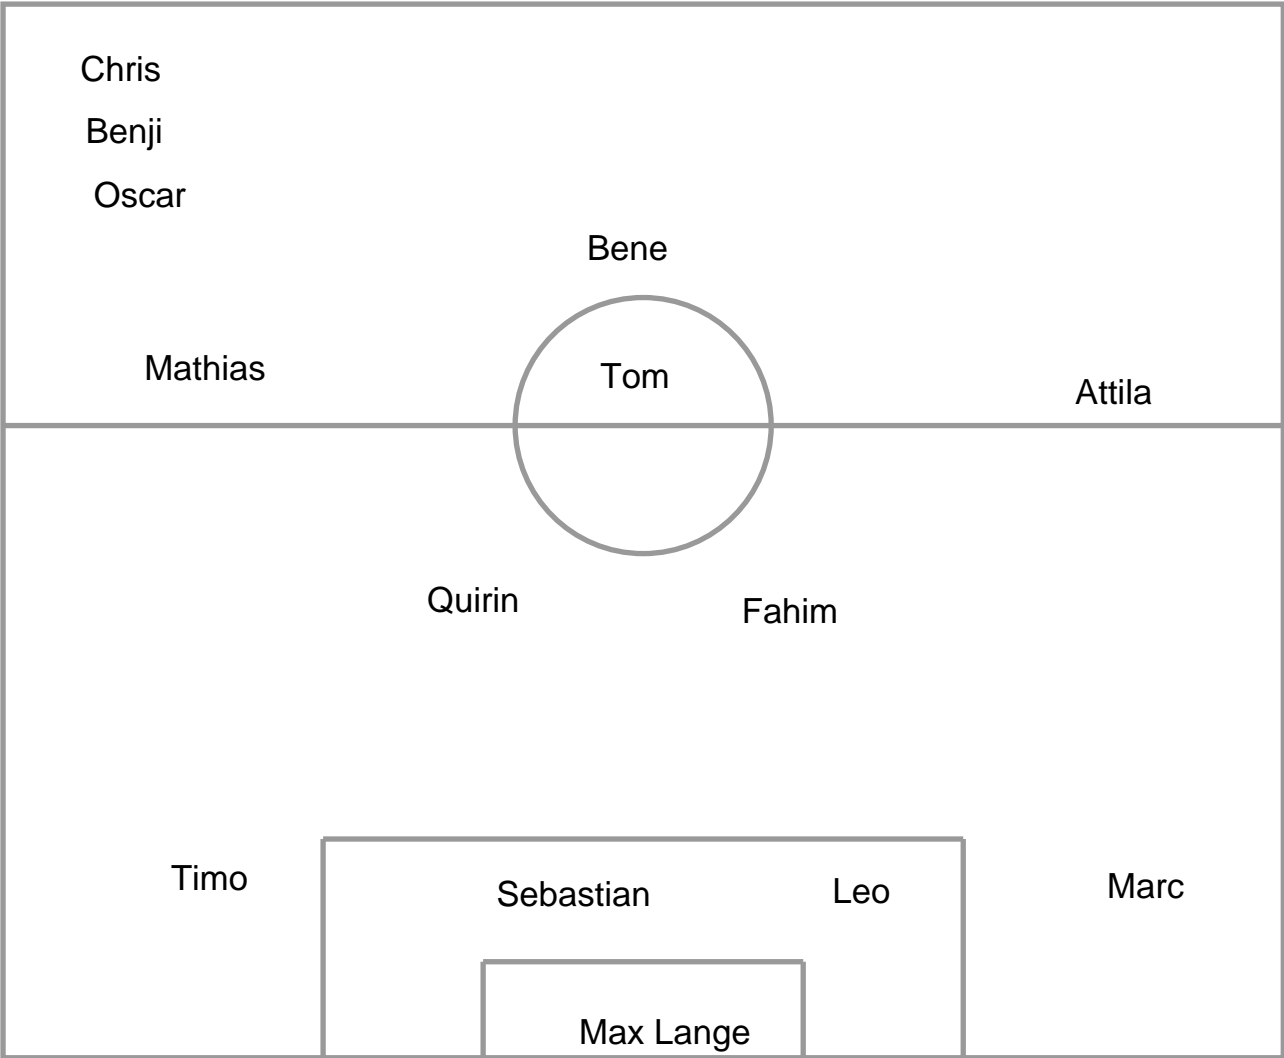 Chris
Benji
Oscar
Bene
Mathias
Tom
Attila
Quirin
Fahim
Timo
Sebastian
Leo
Marc
Max Lange